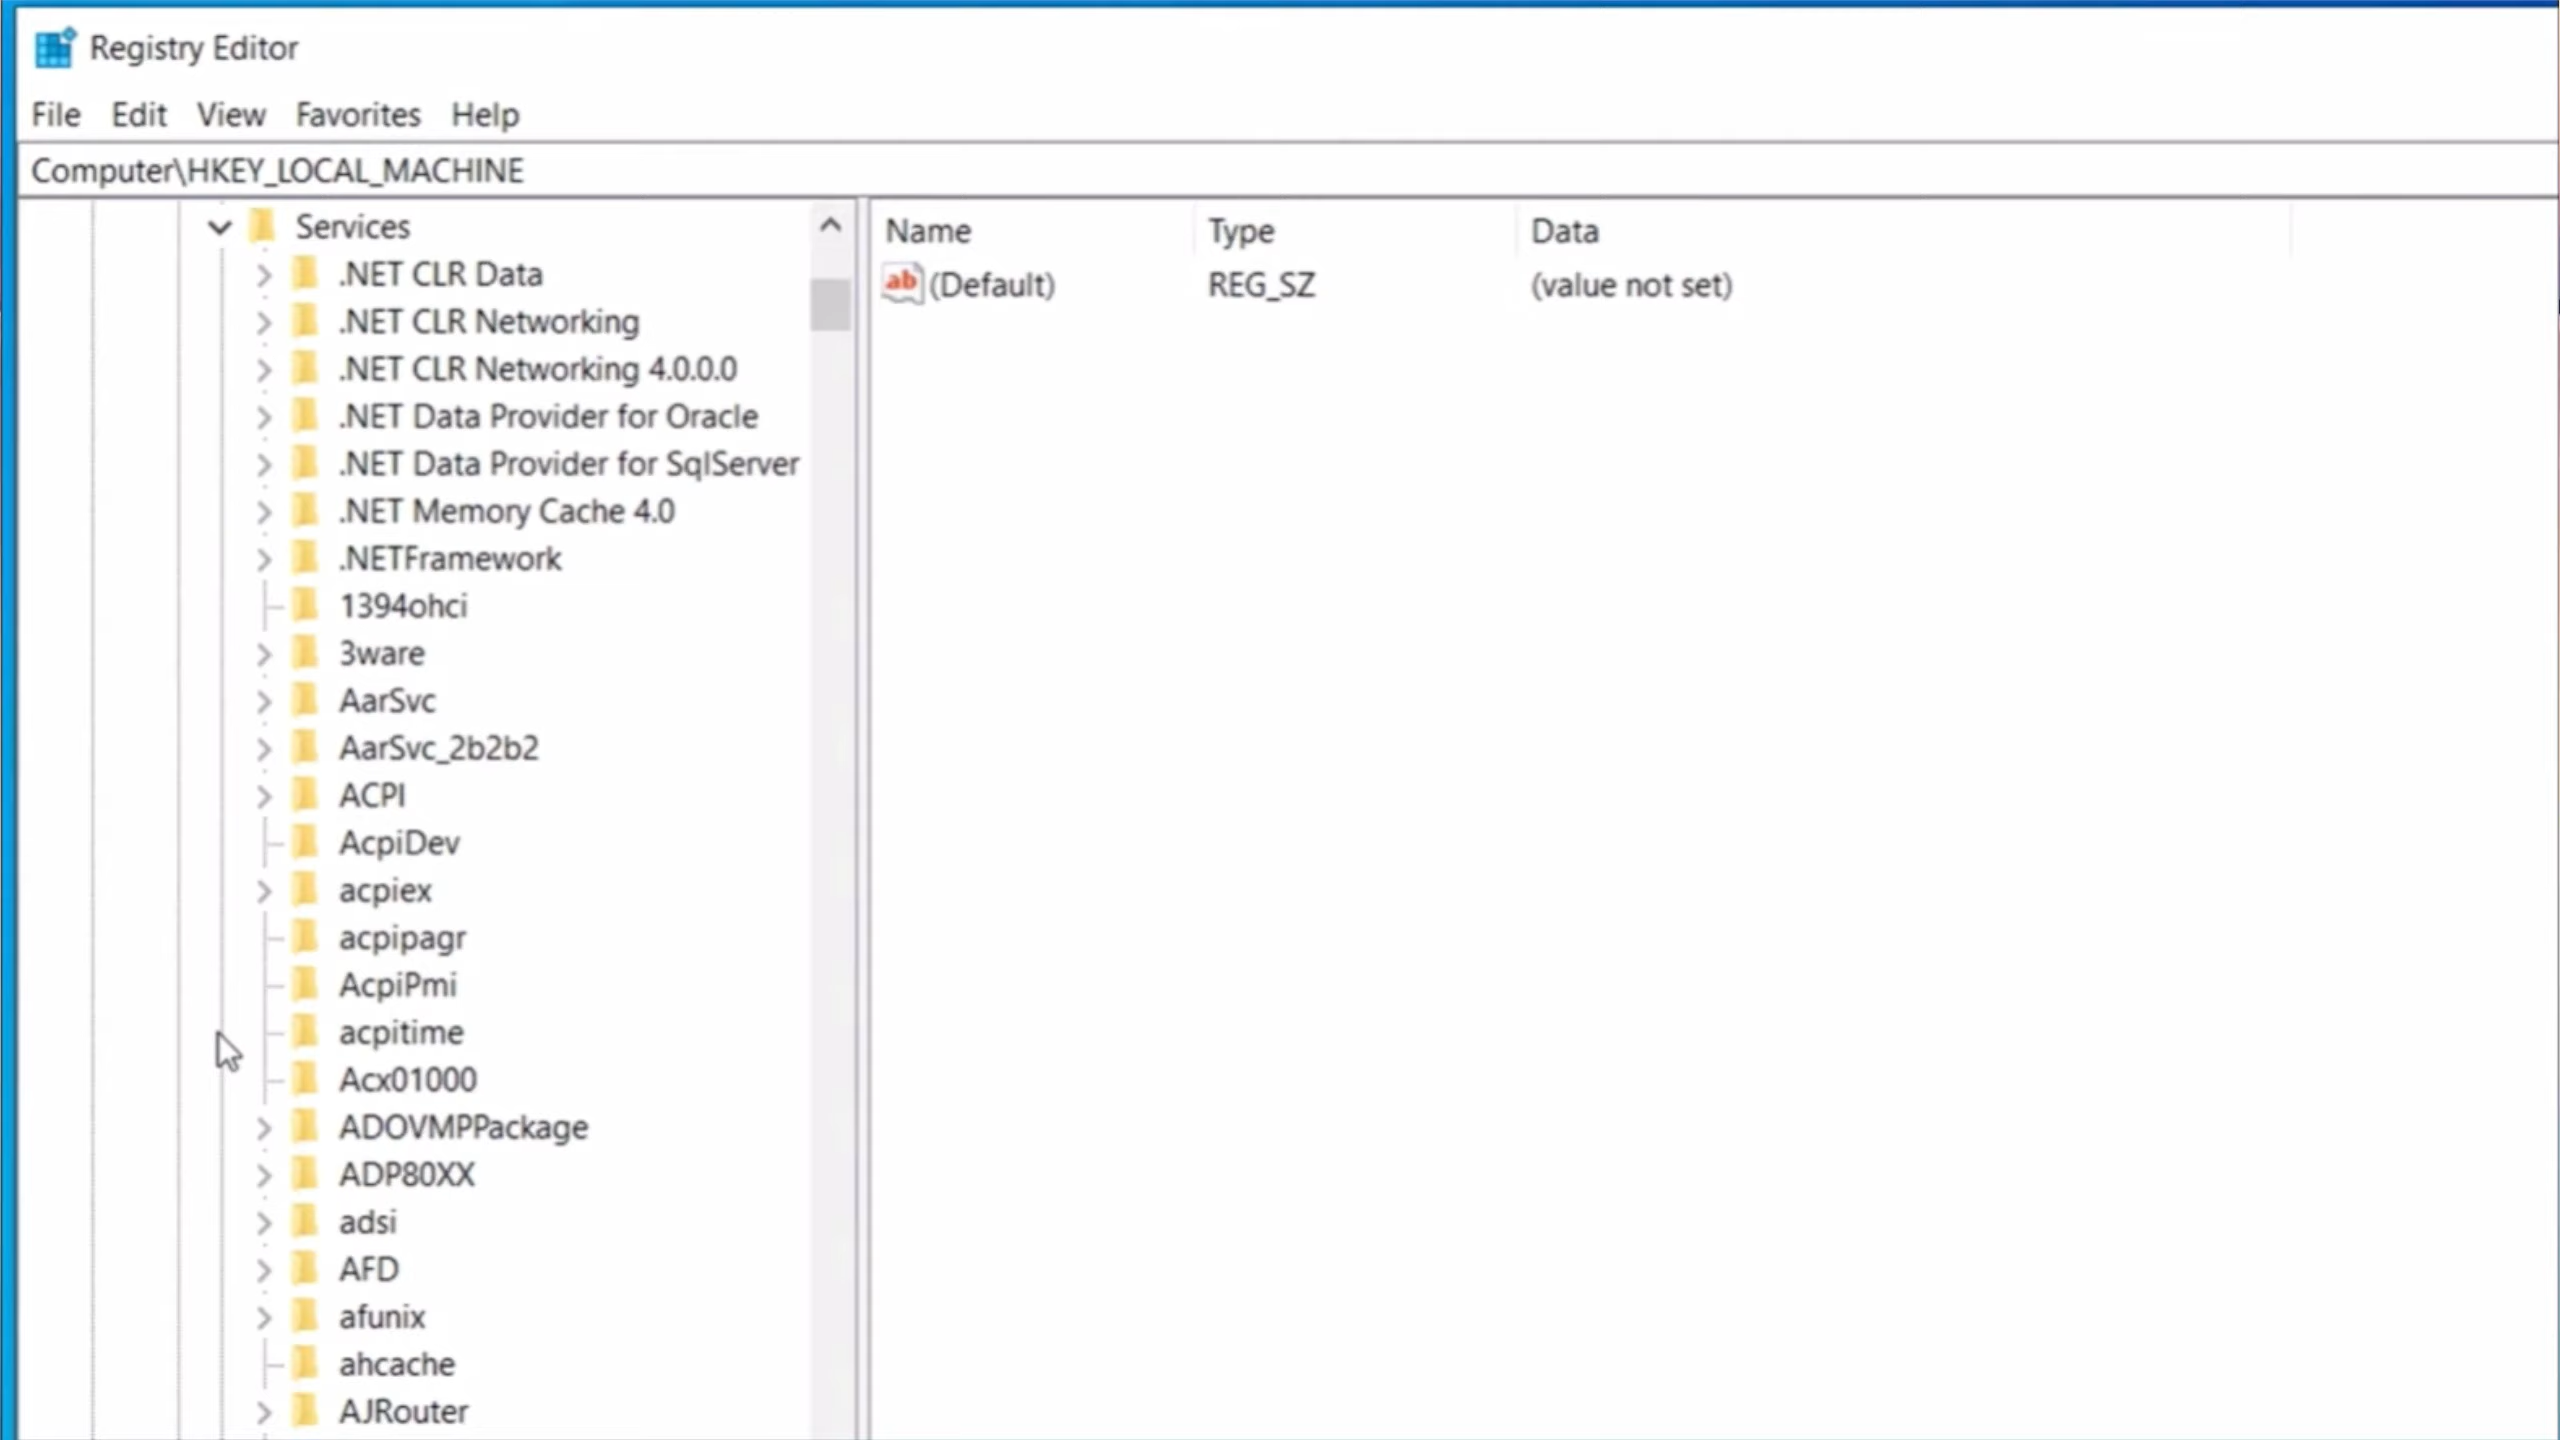 Registry Editor
File Edit View Favorites Help
Computer\HKEY_LOCAL_MACHINE
Services
.NET CLR Data
.NET CLR Networking
.NET CLR Networking 4.0.0.0
.NET Data Provider for Oracle
.NET Data Provider for SqlServer
.NET Memory Cache 4.0
.NETFramework
1394ohci
3ware
AarSvc
AarSvc_2b2b2
ACPI
AcpiDev
acpiex
acpipagr
AcpiPmi
acpitime
Acx01000
ADOVMPPackage
ADP80XX
adsi
AFD
afunix
ahcache
AJRouter
Name Type Data
ab (Default) REG_SZ (value not set)